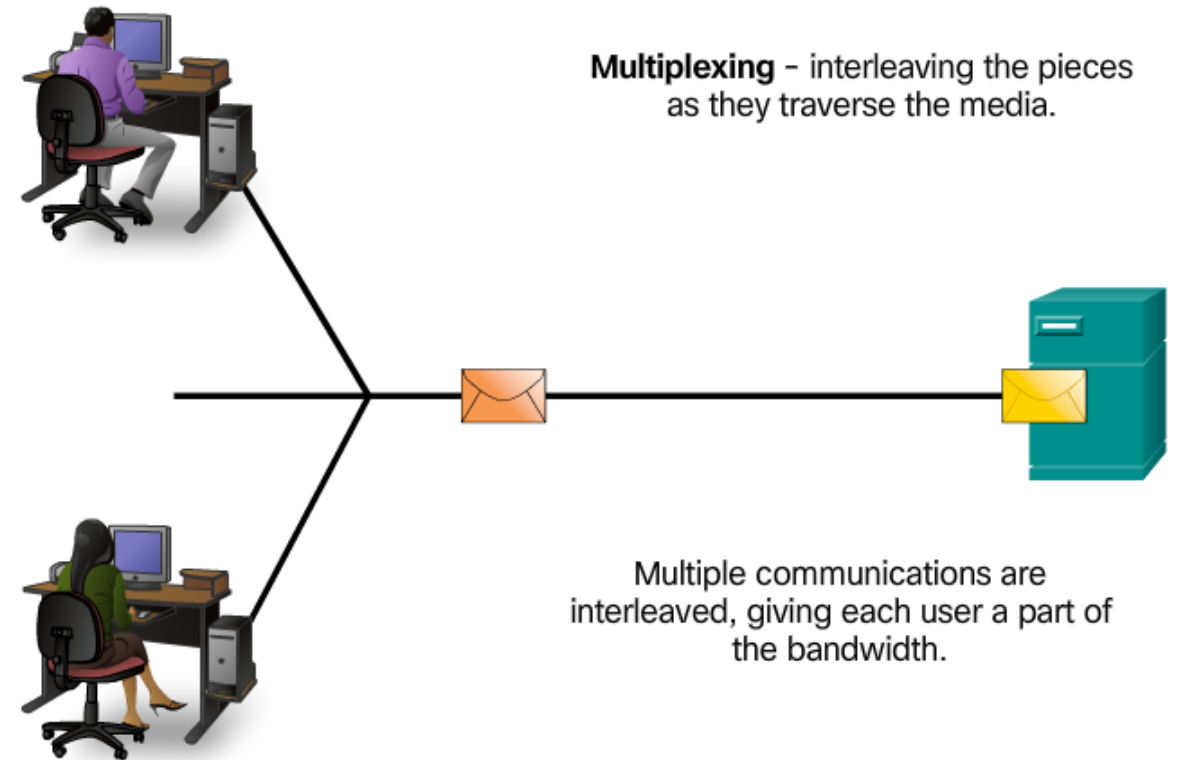 Multiplexing - interleaving the pieces
as they traverse the media.
Multiple communications are
interleaved, giving each user a part of
the bandwidth.